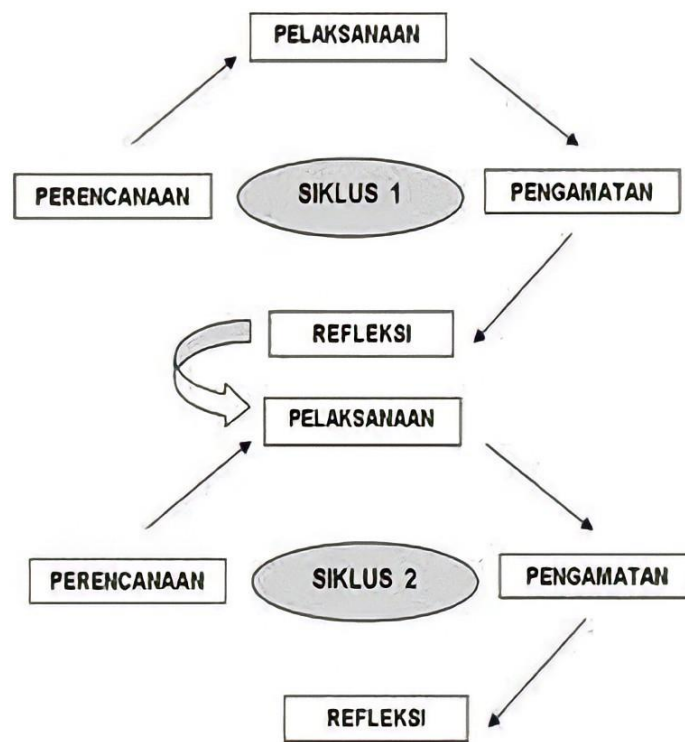 PELAKSANAAN
PERENCANAAN
SIKLUS 1
PENGAMATAN
REFLEKSI
PELAKSANAAN
PERENCANAAN
SIKLUS 2
PENGAMATAN
REFLEKSI